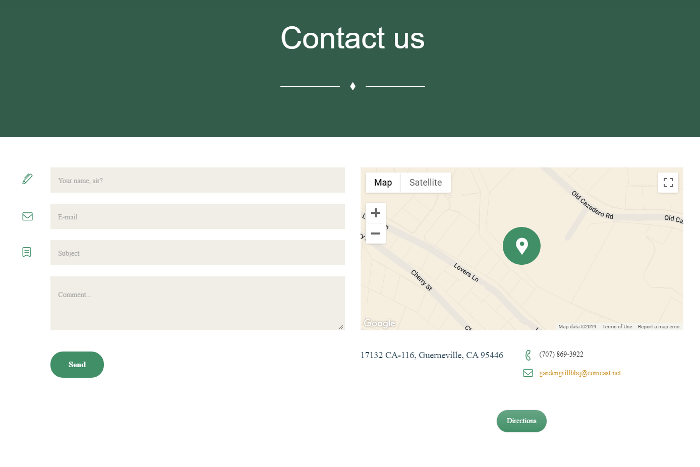 Contact us
Your name, sir?
E-mail
Subject
Comment...
Send
Map
Satellite
+
−
Old Cazadero Rd
Old Ca
Lovers Ln
Cherry St
Google
Map data ©2019
Terms of Use
Report a map error
17132 CA-116, Guerneville, CA 95446
(707) 869-3922
gardengrillbbq@comcast.net
Directions